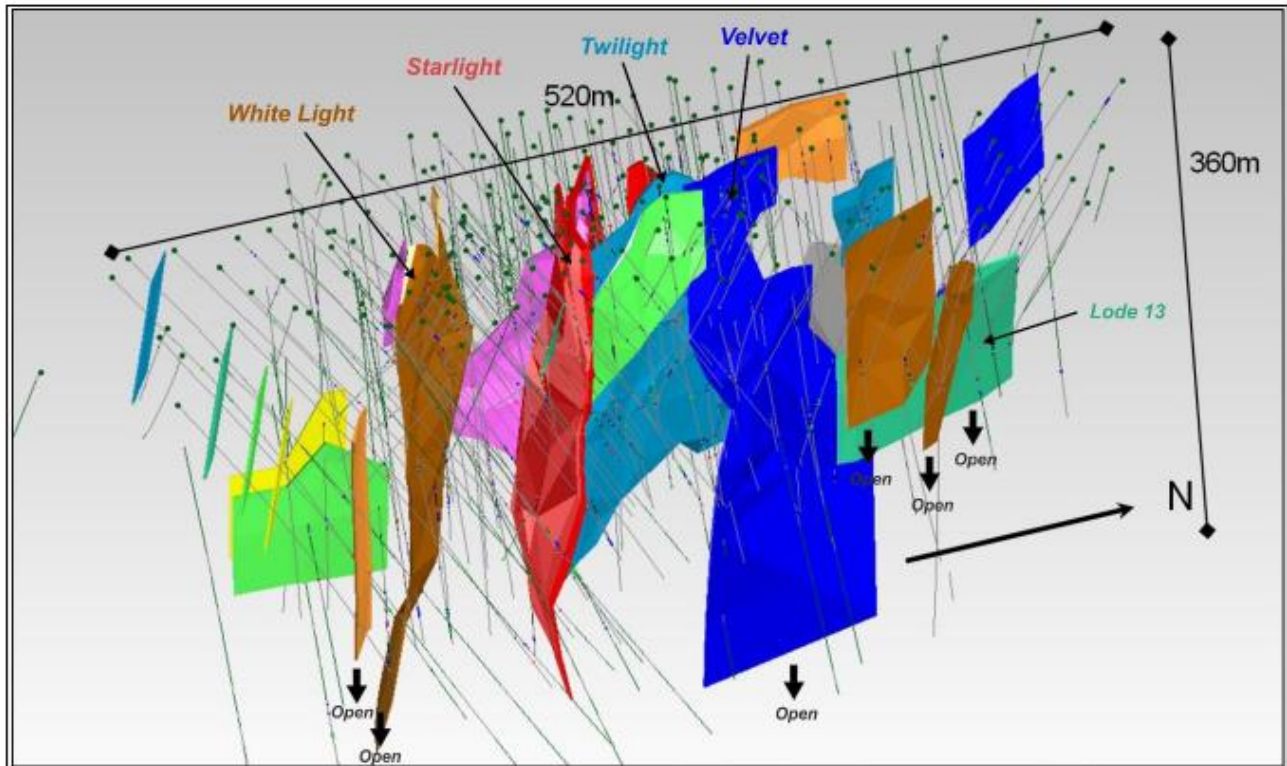 Velvet
Twilight
Starlight
520m
White Light
360m
Lode 13
Open
Open
Open
N
Open
Open
Open